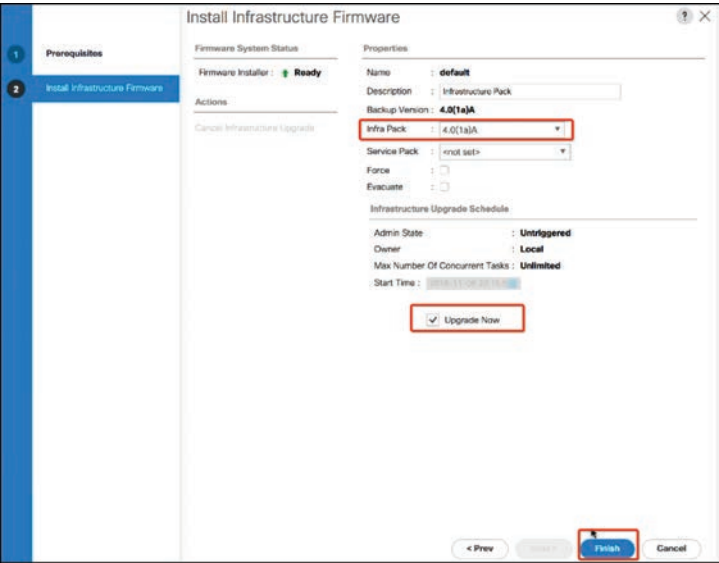 Install Infrastructure Firmware
? ×
1 Prerequisites
2 Install Infrastructure Firmware
Firmware System Status
Firmware Installer : Ready
Actions
Cancel Infrastructure Upgrade
Properties
Name : default
Description : Infrastructure Pack
Backup Version : 4.0(1a)A
Infra Pack : 4.0(1a)A
Service Pack : <not set>
Force :
Evacuate :
Infrastructure Upgrade Schedule
Admin State : Untriggered
Owner : Local
Max Number Of Concurrent Tasks : Unlimited
Start Time :
Upgrade Now
< Prev
Finish
Cancel